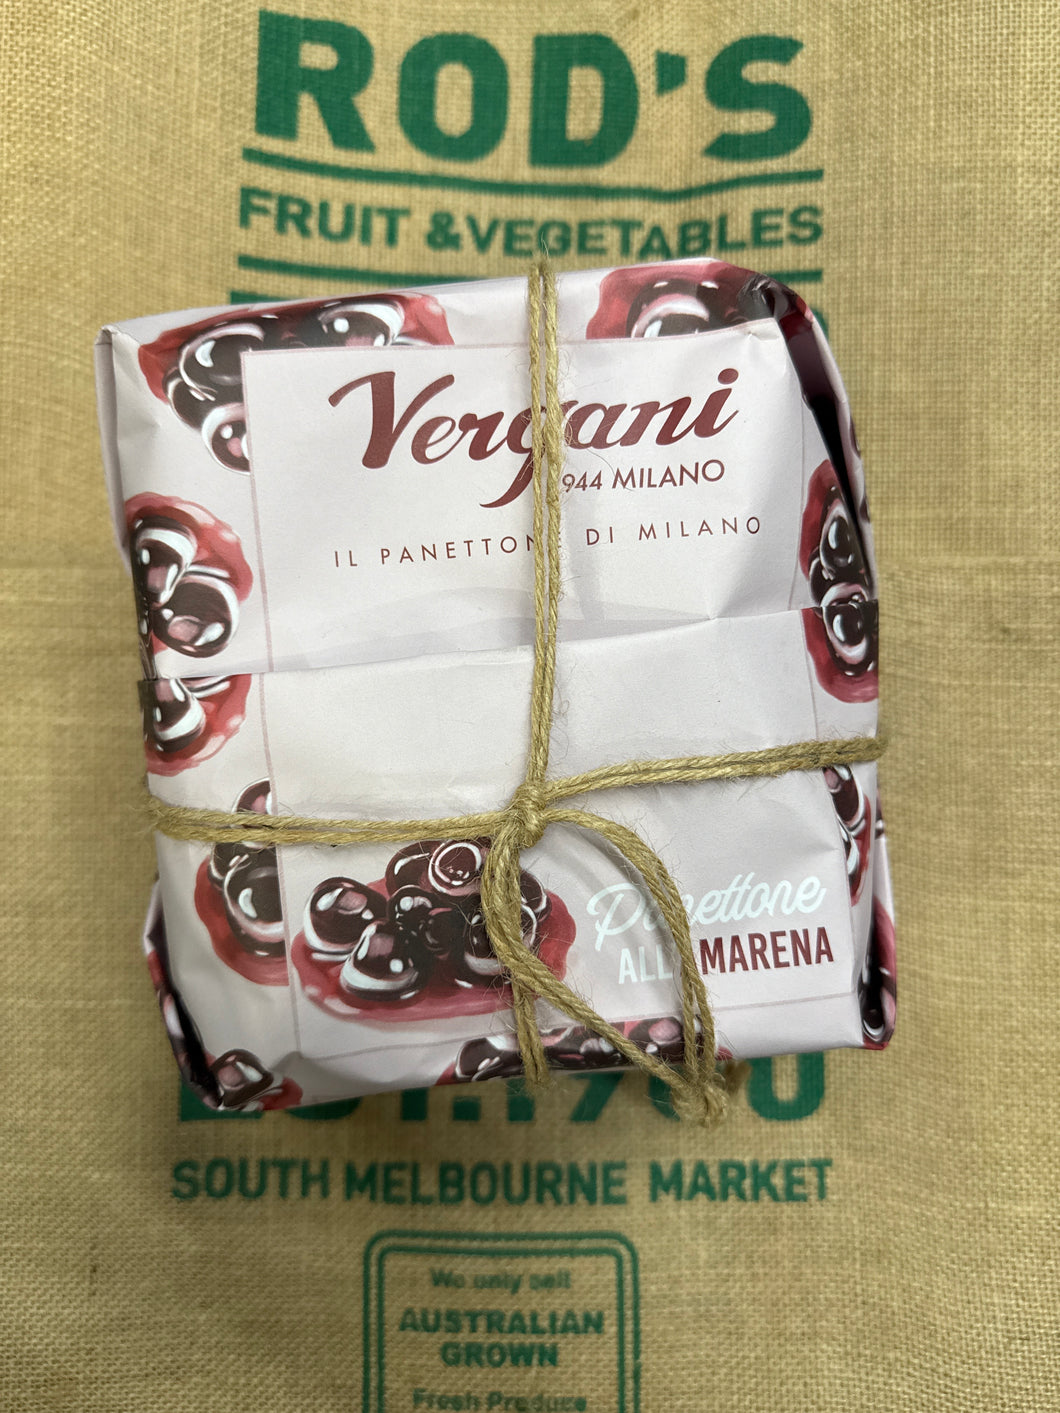 ROD'S
FRUIT & VEGETABLES
Vergani
944 MILANO
IL PANETTON DI MILANO
Panettone
ALL MARENA
SOUTH MELBOURNE MARKET
We only sell
AUSTRALIAN
GROWN
Fresh Produce